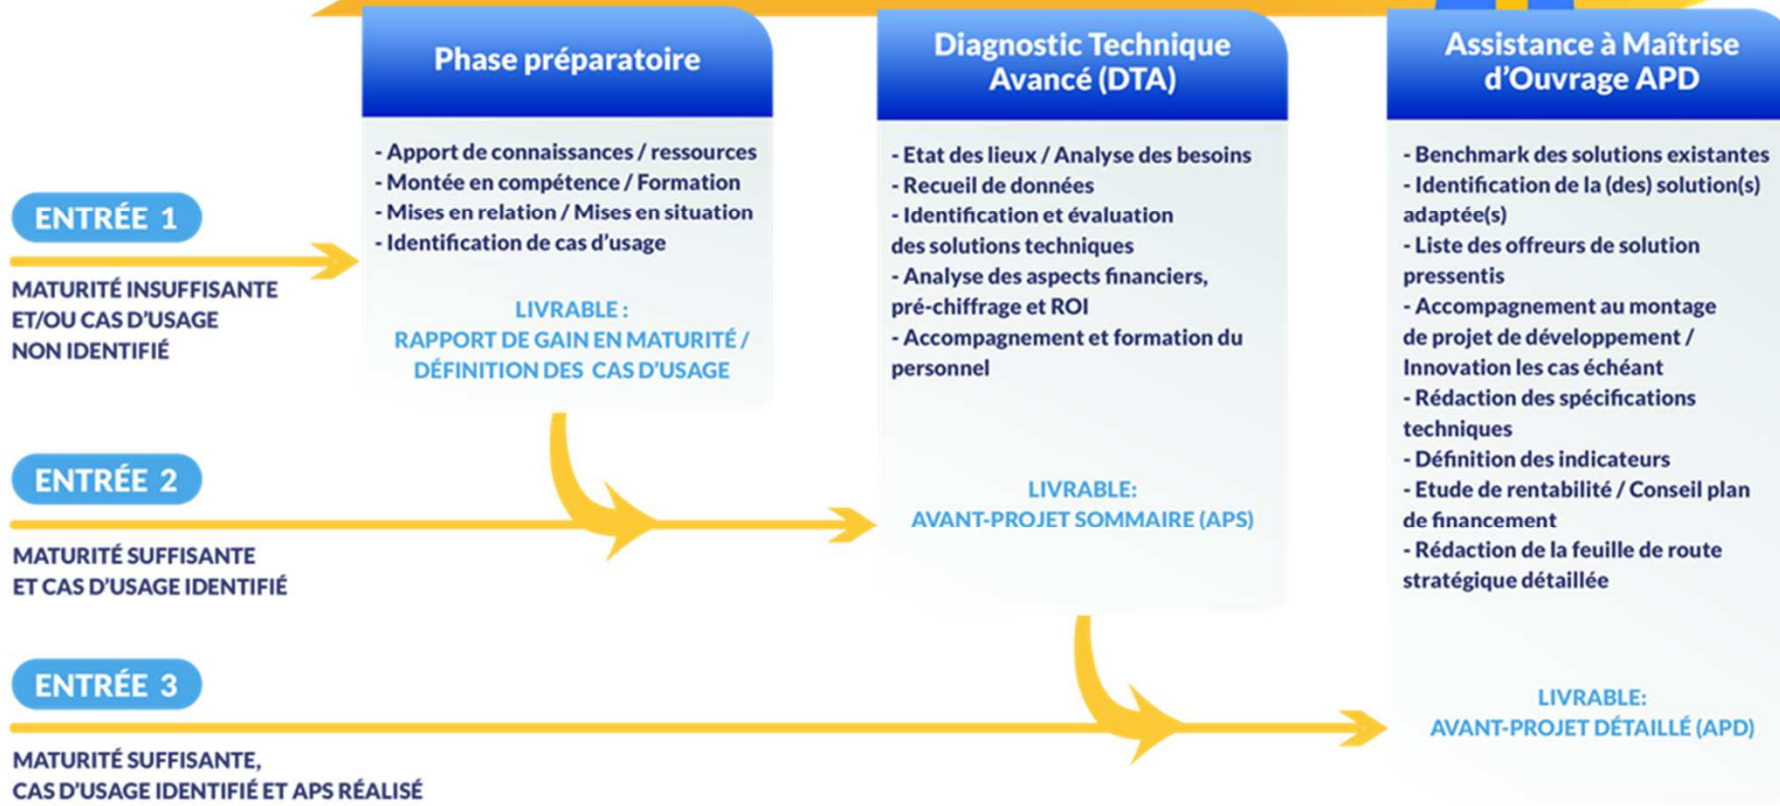 Phase préparatoire
- Apport de connaissances / ressources
- Montée en compétence / Formation
- Mises en relation / Mises en situation
- Identification de cas d'usage
LIVRABLE :
RAPPORT DE GAIN EN MATURITÉ /
DÉFINITION DES CAS D'USAGE
Diagnostic Technique
Avancé (DTA)
- Etat des lieux / Analyse des besoins
- Recueil de données
- Identification et évaluation
des solutions techniques
- Analyse des aspects financiers,
pré-chiffrage et ROI
- Accompagnement et formation du
personnel
LIVRABLE:
AVANT-PROJET SOMMAIRE (APS)
Assistance à Maîtrise
d'Ouvrage APD
- Benchmark des solutions existantes
- Identification de la (des) solution(s)
adaptée(s)
- Liste des offreurs de solution
pressentis
- Accompagnement au montage
de projet de développement /
Innovation les cas échéant
- Rédaction des spécifications
techniques
- Définition des indicateurs
- Etude de rentabilité / Conseil plan
de financement
- Rédaction de la feuille de route
stratégique détaillée
LIVRABLE:
AVANT-PROJET DÉTAILLÉ (APD)
ENTRÉE 1
MATURITÉ INSUFFISANTE
ET/OU CAS D'USAGE
NON IDENTIFIÉ
ENTRÉE 2
MATURITÉ SUFFISANTE
ET CAS D'USAGE IDENTIFIÉ
ENTRÉE 3
MATURITÉ SUFFISANTE,
CAS D'USAGE IDENTIFIÉ ET APS RÉALISÉ